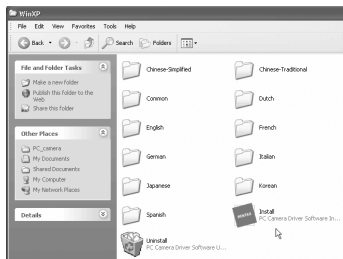 WinXP
File Edit View Favorites Tools Help
Back Search Folders
File and Folder Tasks
Make a new folder
Publish this folder to the
Web
Share this folder
Other Places
PC_camera
My Documents
Shared Documents
My Computer
My Network Places
Details
Chinese-Simplified Chinese-Traditional
Common Dutch
English French
German Italian
Japanese Korean
Spanish
Install
PC Camera Driver Software In...
Uninstall
PC Camera Driver Software U...